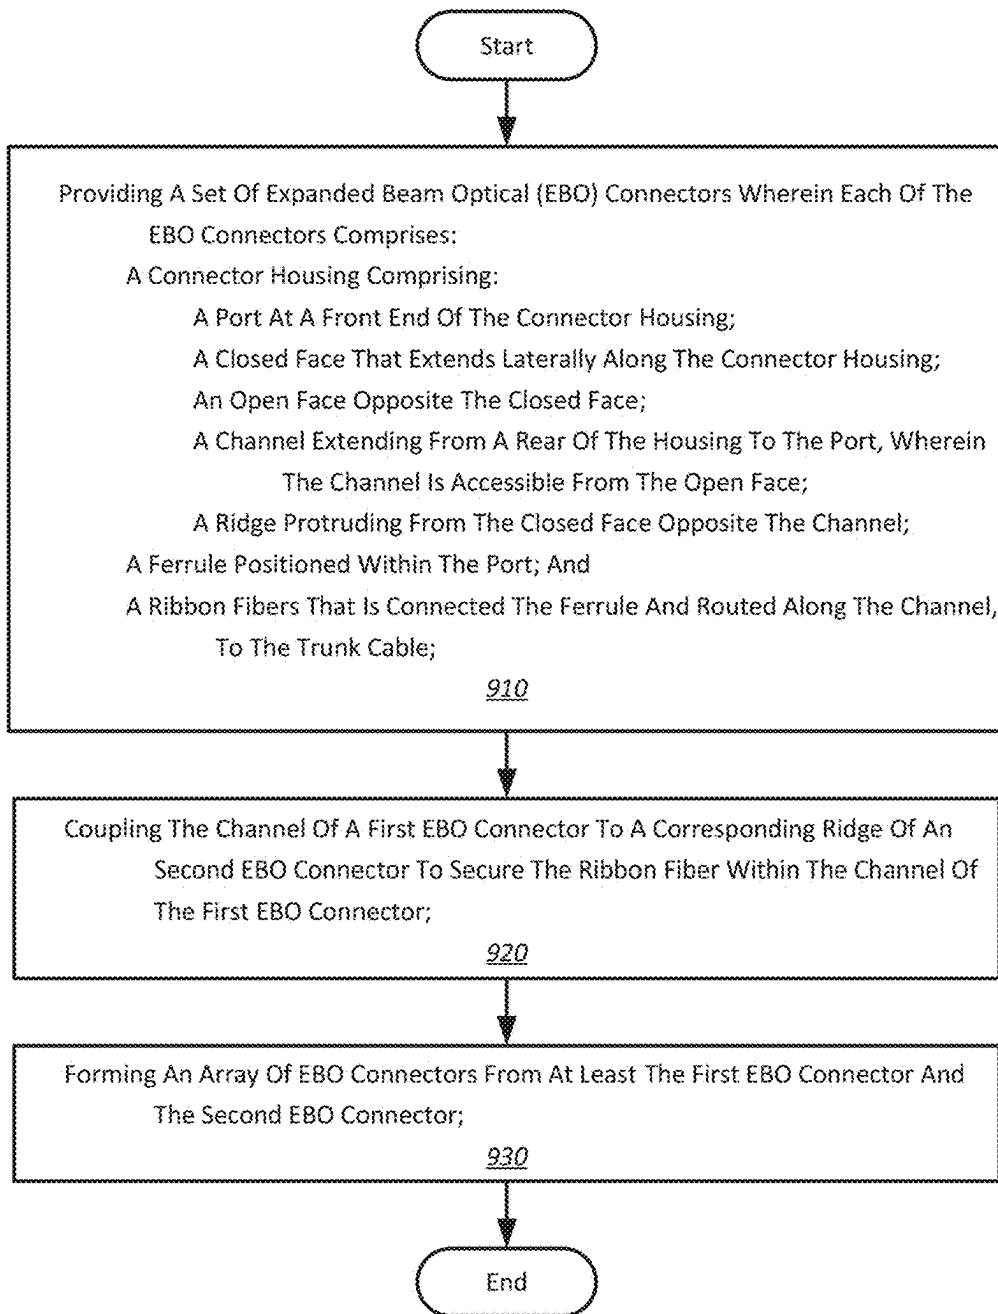 Start
Providing A Set Of Expanded Beam Optical (EBO) Connectors Wherein Each Of The
EBO Connectors Comprises:
A Connector Housing Comprising:
A Port At A Front End Of The Connector Housing;
A Closed Face That Extends Laterally Along The Connector Housing;
An Open Face Opposite The Closed Face;
A Channel Extending From A Rear Of The Housing To The Port, Wherein
The Channel Is Accessible From The Open Face;
A Ridge Protruding From The Closed Face Opposite The Channel;
A Ferrule Positioned Within The Port; And
A Ribbon Fibers That Is Connected The Ferrule And Routed Along The Channel,
To The Trunk Cable;
910
Coupling The Channel Of A First EBO Connector To A Corresponding Ridge Of An
Second EBO Connector To Secure The Ribbon Fiber Within The Channel Of
The First EBO Connector;
920
Forming An Array Of EBO Connectors From At Least The First EBO Connector And
The Second EBO Connector;
930
End